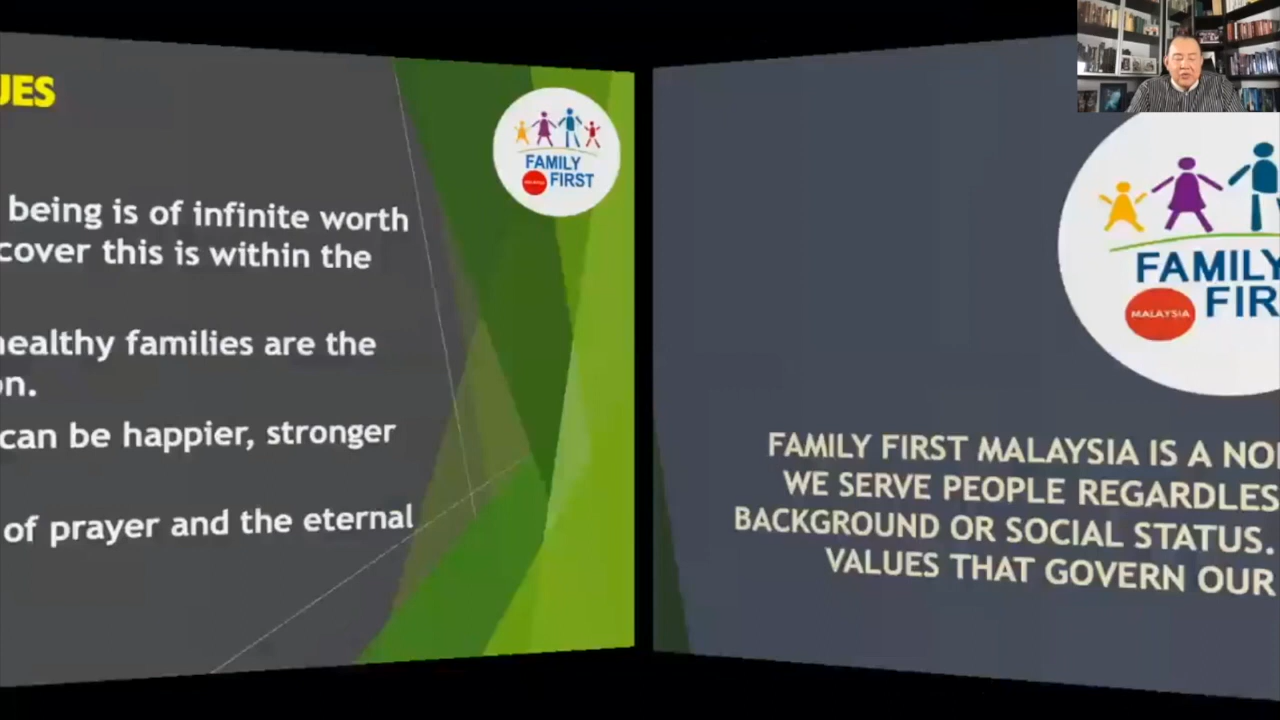 UES
being is of infinite worth
cover this is within the
healthy families are the
on.
can be happier, stronger
of prayer and the eternal
FAMILY
FIRST
FAMILY
MALAYSIA
FIR
FAMILY FIRST MALAYSIA IS A NO
WE SERVE PEOPLE REGARDLES
BACKGROUND OR SOCIAL STATUS.
VALUES THAT GOVERN OUR